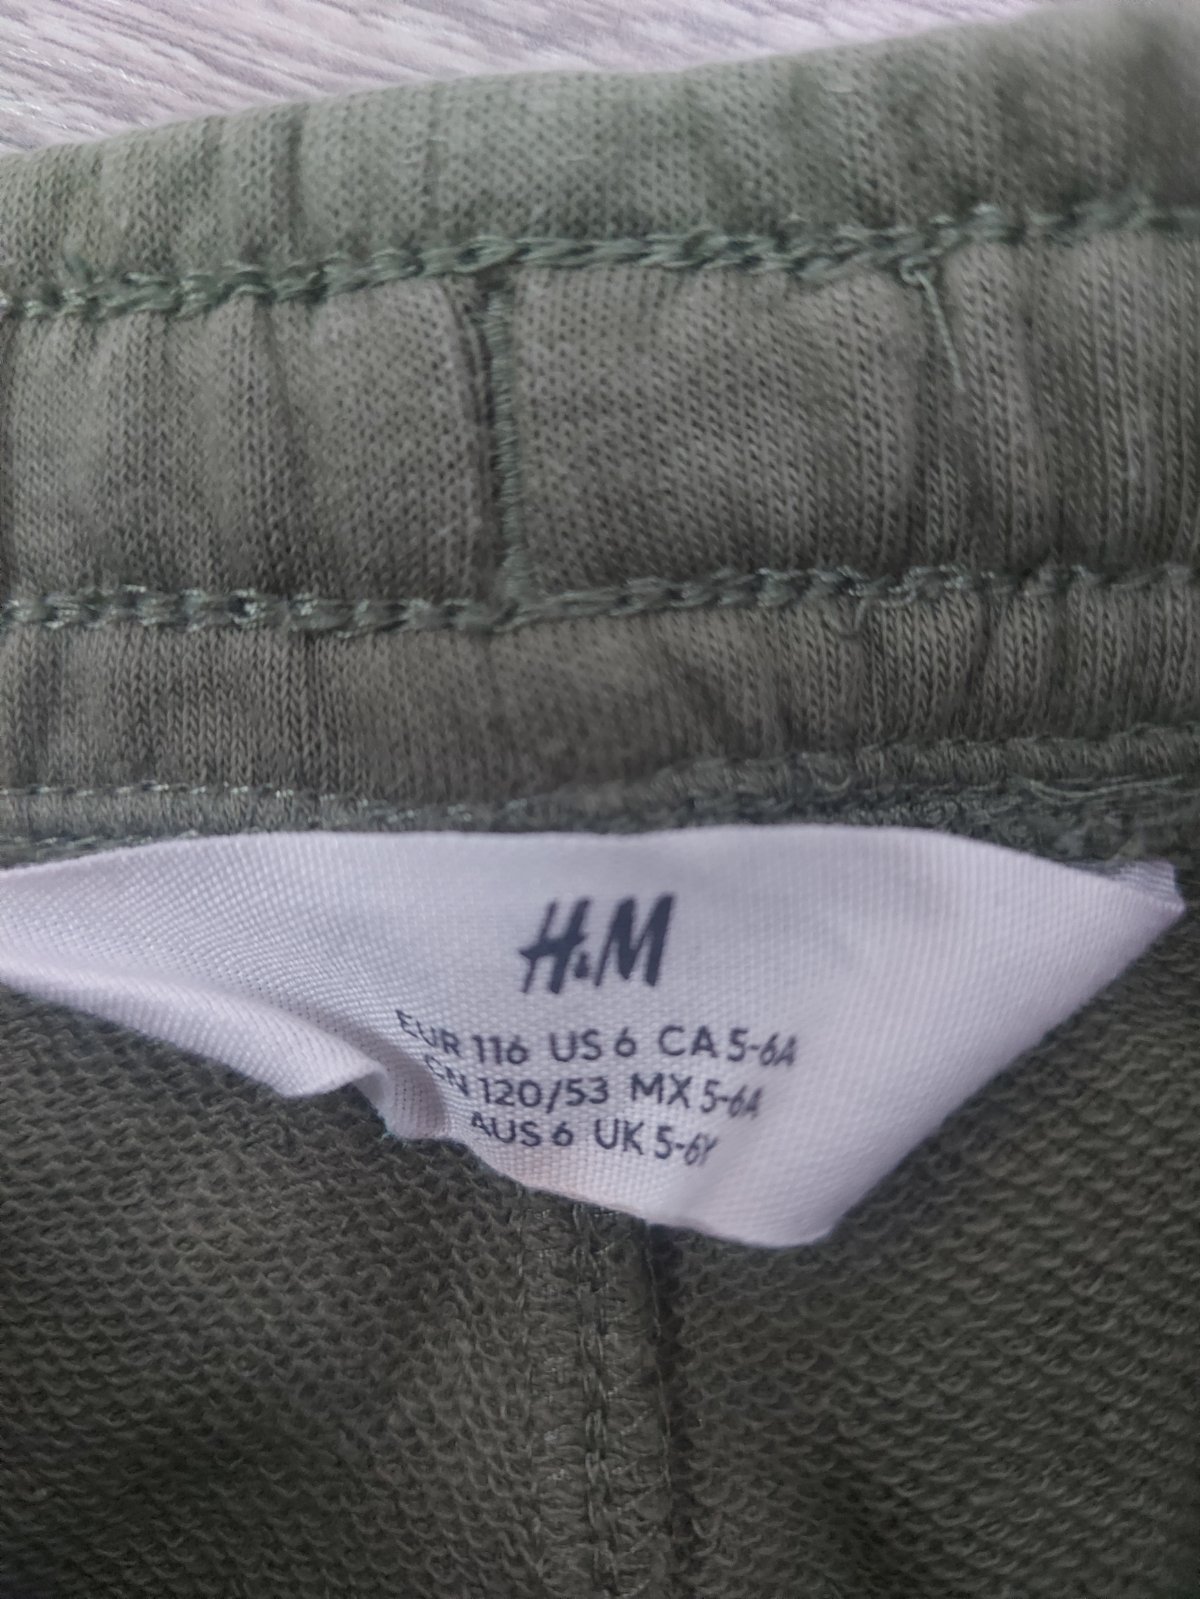 H&M
EUR 116 US 6 CA 5-6A
CN 120/53 MX 5-6A
AUS 6 UK 5-6Y